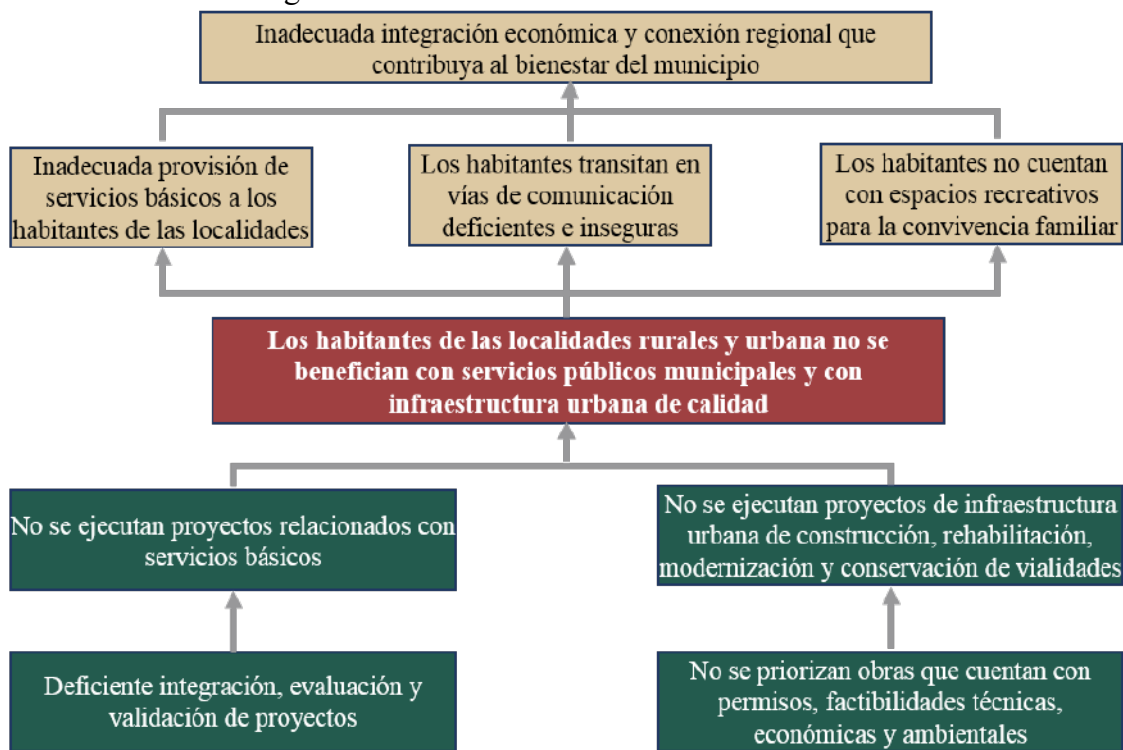 Inadecuada integración económica y conexión regional que
contribuya al bienestar del municipio
Inadecuada provisión de
servicios básicos a los
habitantes de las localidades
Los habitantes transitan en
vías de comunicación
deficientes e inseguras
Los habitantes no cuentan
con espacios recreativos
para la convivencia familiar
Los habitantes de las localidades rurales y urbana no se
benefician con servicios públicos municipales y con
infraestructura urbana de calidad
No se ejecutan proyectos relacionados con
servicios básicos
No se ejecutan proyectos de infraestructura
urbana de construcción, rehabilitación,
modernización y conservación de vialidades
Deficiente integración, evaluación y
validación de proyectos
No se priorizan obras que cuentan con
permisos, factibilidades técnicas,
económicas y ambientales